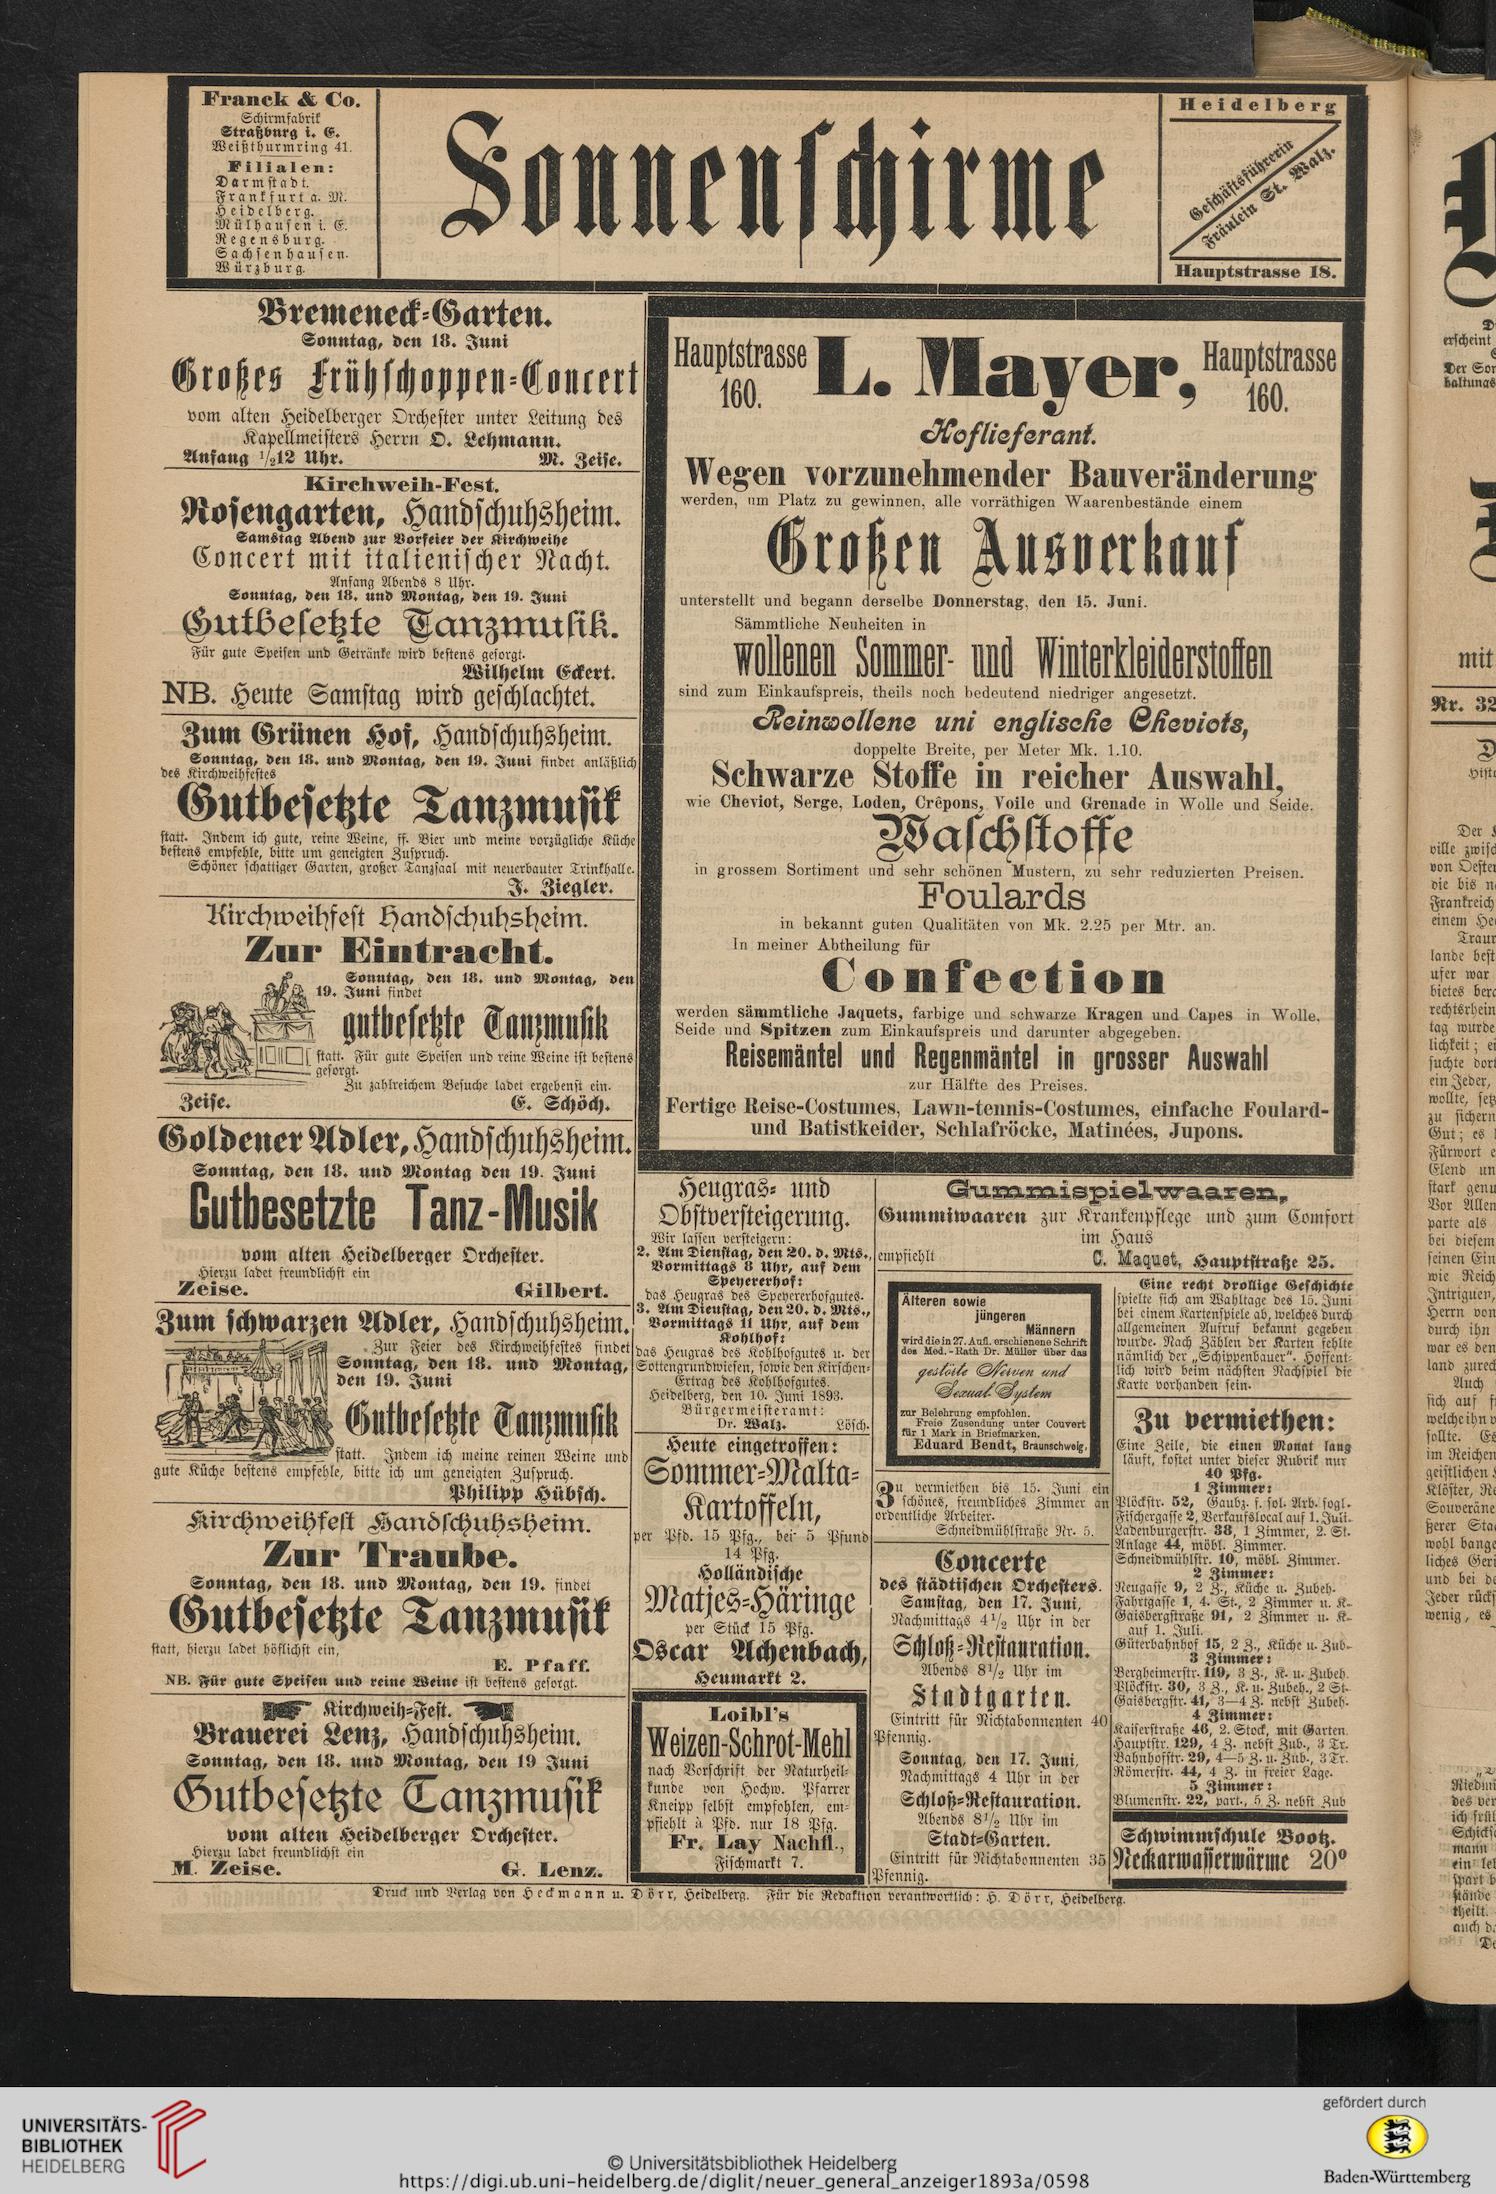 Franck & Co.
Schirmfabrik
Straßburg i. E.
Weißthurmring 41.
Filialen:
Darmstadt.
Frankfurt a. M.
Heidelberg.
Mülhausen i. E.
Regensburg.
Sachsenhausen.
Würzburg.
Sonnenschirme
Heidelberg
Geschäftsführerin
Fräulein St. Walz.
Hauptstrasse 18.
Bremeneck-Garten.
Sonntag, den 18. Juni
Großes Frühschoppen-Concert
vom alten Heidelberger Orchester unter Leitung des
Kapellmeisters Herrn O. Lehmann.
Anfang 1/2 12 Uhr. M. Zeise.
Kirchweih-Fest.
Rosengarten, Handschuhsheim.
Samstag Abend zur Vorfeier der Kirchweihe
Concert mit italienischer Nacht.
Anfang Abends 8 Uhr.
Sonntag, den 18. und Montag, den 19. Juni
Gutbesetzte Tanzmusik.
Für gute Speisen und Getränke wird bestens gesorgt.
Wilhelm Eckert.
NB. Heute Samstag wird geschlachtet.
Zum Grünen Hof, Handschuhsheim.
Sonntag, den 18. und Montag, den 19. Juni findet anläßlich
des Kirchweihfestes
Gutbesetzte Tanzmusik
statt. Indem ich gute, reine Weine, ff. Bier und meine vorzügliche Küche
bestens empfehle, bitte um geneigten Zuspruch.
Schöner schattiger Garten, großer Tanzsaal mit neuerbauter Trinkhalle.
J. Ziegler.
Kirchweihfest Handschuhsheim.
Zur Eintracht.
Sonntag, den 18. und Montag, den
19. Juni findet
gutbesetzte Tanzmusik
statt. Für gute Speisen und reine Weine ist bestens
gesorgt.
Zu zahlreichem Besuche ladet ergebenst ein.
Zeise. E. Schöch.
Goldener Adler, Handschuhsheim.
Sonntag, den 18. und Montag den 19. Juni
Gutbesetzte Tanz-Musik
vom alten Heidelberger Orchester.
Hierzu ladet freundlichst ein
Zeise. Gilbert.
Zum schwarzen Adler, Handschuhsheim.
Zur Feier des Kirchweihfestes findet
Sonntag, den 18. und Montag,
den 19. Juni
Gutbesetzte Tanzmusik
statt. Indem ich meine reinen Weine und
gute Küche bestens empfehle, bitte ich um geneigten Zuspruch.
Philipp Hübsch.
Kirchweihfest Handschuhsheim.
Zur Traube.
Sonntag, den 18. und Montag, den 19. findet
Gutbesetzte Tanzmusik
statt, hierzu ladet höflichst ein,
E. Pfaff.
NB. Für gute Speisen und reine Weine ist bestens gesorgt.
Kirchweih-Fest.
Brauerei Lenz, Handschuhsheim.
Sonntag, den 18. und Montag, den 19 Juni
Gutbesetzte Tanzmusik
vom alten Heidelberger Orchester.
Hierzu ladet freundlichst ein
M. Zeise. G. Lenz.
Hauptstrasse 160. L. Mayer, Hauptstrasse 160.
Hoflieferant.
Wegen vorzunehmender Bauveränderung
werden, um Platz zu gewinnen, alle vorräthigen Waarenbestände einem
Großen Ausverkauf
unterstellt und begann derselbe Donnerstag, den 15. Juni.
Sämmtliche Neuheiten in
wollenen Sommer- und Winterkleiderstoffen
sind zum Einkaufspreis, theils noch bedeutend niedriger angesetzt.
Reinwollene uni englische Cheviots,
doppelte Breite, per Meter Mk. 1.10.
Schwarze Stoffe in reicher Auswahl,
wie Cheviot, Serge, Loden, Crêpons, Voile und Grenade in Wolle und Seide.
Waschstoffe
in grossem Sortiment und sehr schönen Mustern, zu sehr reduzierten Preisen.
Foulards
in bekannt guten Qualitäten von Mk. 2.25 per Mtr. an.
In meiner Abtheilung für
Confection
werden sämmtliche Jaquets, farbige und schwarze Kragen und Capes in Wolle,
Seide und Spitzen zum Einkaufspreis und darunter abgegeben.
Reisemäntel und Regenmäntel in grosser Auswahl
zur Hälfte des Preises.
Fertige Reise-Costumes, Lawn-tennis-Costumes, einfache Foulard-
und Batistkeider, Schlafröcke, Matinées, Jupons.
Heugras- und
Obstversteigerung.
Wir lassen versteigern:
2. Am Dienstag, den 20. d. Mts.,
Vormittags 8 Uhr, auf dem
Speyererhof:
das Heugras des Speyererhofgutes.
3. Am Dienstag, den 20. d. Mts.,
Vormittags 11 Uhr, auf dem
Kohlhof:
das Heugras des Kohlhofgutes u. der
Sottengrundwiesen, sowie den Kirschen-
Ertrag des Kohlhofgutes.
Heidelberg, den 10. Juni 1893.
Bürgermeisteramt:
Dr. Walz. Lösch.
Heute eingetroffen:
Sommer-Malta-
Kartoffeln,
per Pfd. 15 Pfg., bei 5 Pfund
14 Pfg.
Holländische
Matjes-Häringe
per Stück 15 Pfg.
Oscar Achenbach,
Heumarkt 2.
Loibl's
Weizen-Schrot-Mehl
nach Vorschrift der Naturheil-
kunde von Hochw. Pfarrer
Kneipp selbst empfohlen, em-
pfiehlt à Pfd. nur 18 Pfg.
Fr. Lay Nachfl.,
Fischmarkt 7.
Gummispielwaaren,
Gummiwaaren zur Krankenpflege und zum Comfort
im Haus
empfiehlt C. Maquet, Hauptstraße 25.
Älteren sowie
jüngeren
Männern
wird die in 27. Aufl. erschienene Schrift
des Med.-Rath Dr. Müller über das
gestörte Nerven und
Sexual System
zur Belehrung empfohlen.
Freie Zusendung unter Couvert
für 1 Mark in Briefmarken.
Eduard Bendt, Braunschweig.
Zu vermiethen bis 15. Juni ein
schönes, freundliches Zimmer an
ordentliche Arbeiter.
Schneidmühlstraße Nr. 5.
Concerte
des städtischen Orchesters.
Samstag, den 17. Juni,
Nachmittags 4 1/2 Uhr in der
Schloß-Restauration.
Abends 8 1/2 Uhr im
Stadtgarten.
Eintritt für Nichtabonnenten 40
Pfennig.
Sonntag, den 17. Juni,
Nachmittags 4 Uhr in der
Schloß-Restauration.
Abends 8 1/2 Uhr im
Stadt-Garten.
Eintritt für Nichtabonnenten 35
Pfennig.
Eine recht drollige Geschichte
spielte sich am Wahltage des 15. Juni
bei einem Kartenspiele ab, welches durch
allgemeinen Aufruf bekannt gegeben
wurde. Nach Zählen der Karten fehlte
nämlich der „Schippenbauer“. Hoffent-
lich wird beim nächsten Nachspiel die
Karte vorhanden sein.
Zu vermiethen:
Eine Zeile, die einen Monat lang
läuft, kostet unter dieser Rubrik nur
40 Pfg.
1 Zimmer:
Plöckstr. 52, Gaubz. f. sol. Arb. sogl.
Fischergasse 2, Verkaufslocal auf 1. Juli.
Ladenburgerstr. 38, 1 Zimmer, 2. St.
Anlage 44, möbl. Zimmer.
Schneidmühlstr. 10, möbl. Zimmer.
2 Zimmer:
Neugasse 9, 2 Z., Küche u. Zubeh.
Fahrtgasse 1, 4. St., 2 Zimmer u. K.
Gaisbergstraße 91, 2 Zimmer u. K.
auf 1. Juli.
Güterbahnhof 15, 2 Z., Küche u. Zub.
3 Zimmer:
Bergheimerstr. 119, 3 Z., K. u. Zubeh.
Plöckstr. 30, 3 Z., K. u. Zubeh., 2 St.
Gaisbergstr. 41, 3—4 Z. nebst Zubeh.
4 Zimmer:
Kaiserstraße 46, 2. Stock, mit Garten.
Hauptstr. 129, 4 Z. nebst Zub., 3 Tr.
Bahnhofstr. 29, 4—5 Z. u. Zub., 3 Tr.
Römerstr. 44, 4 Z. in freier Lage.
5 Zimmer:
Blumenstr. 22, part., 5 Z. nebst Zub
Schwimmschule Bootz.
Neckarwasserwärme 20°
Druck und Verlag von Heckmann u. Dörr, Heidelberg. Für die Redaktion verantwortlich: H. Dörr, Heidelberg.
erscheint
mit
Nr. 32
UNIVERSITÄTS-
BIBLIOTHEK
HEIDELBERG
© Universitätsbibliothek Heidelberg
https://digi.ub.uni-heidelberg.de/diglit/neuer_general_anzeiger1893a/0598
gefördert durch
Baden-Württemberg